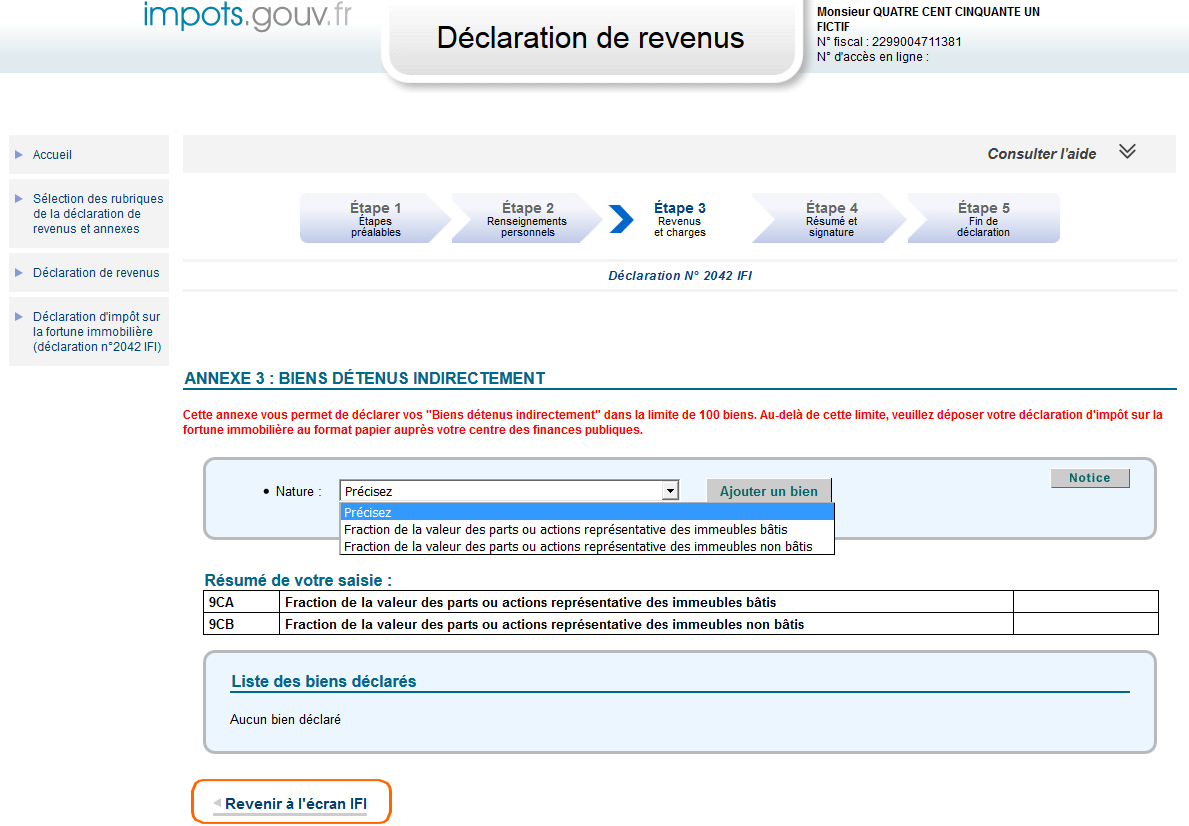 impots.gouv.fr
Déclaration de revenus
Monsieur QUATRE CENT CINQUANTE UN
FICTIF
N° fiscal : 2299004711381
N° d'accès en ligne :
Accueil
Sélection des rubriques
de la déclaration de
revenus et annexes
Déclaration de revenus
Déclaration d'impôt sur
la fortune immobilière
(déclaration n°2042 IFI)
Consulter l'aide
Étape 1
Étapes
préalables
Étape 2
Renseignements
personnels
Étape 3
Revenus
et charges
Étape 4
Résumé et
signature
Étape 5
Fin de
déclaration
Déclaration N° 2042 IFI
ANNEXE 3 : BIENS DÉTENUS INDIRECTEMENT
Cette annexe vous permet de déclarer vos "Biens détenus indirectement" dans la limite de 100 biens. Au-delà de cette limite, veuillez déposer votre déclaration d'impôt sur la
fortune immobilière au format papier auprès votre centre des finances publiques.
Notice
• Nature : Précisez Ajouter un bien
Précisez
Fraction de la valeur des parts ou actions représentative des immeubles bâtis
Fraction de la valeur des parts ou actions représentative des immeubles non bâtis
Résumé de votre saisie :
9CA Fraction de la valeur des parts ou actions représentative des immeubles bâtis
9CB Fraction de la valeur des parts ou actions représentative des immeubles non bâtis
Liste des biens déclarés
Aucun bien déclaré
Revenir à l'écran IFI